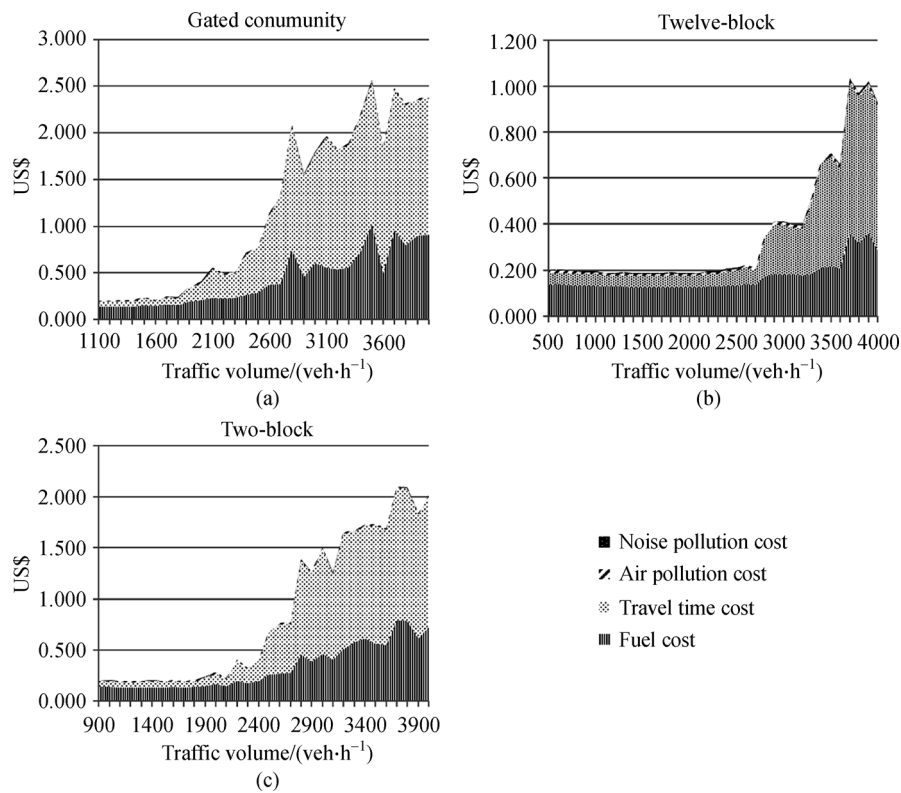 Gated conumunity
3.000
2.500
2.000
1.500
1.000
0.500
0.000
US$
1100 1600 2100 2600 3100 3600
Traffic volume/(veh·h⁻¹)
(a)
Twelve-block
1.200
1.000
0.800
0.600
0.400
0.200
0.000
US$
500 1000 1500 2000 2500 3000 3500 4000
Traffic volume/(veh·h⁻¹)
(b)
Two-block
2.500
2.000
1.500
1.000
0.500
0.000
US$
900 1400 1900 2400 2900 3400 3900
Traffic volume/(veh·h⁻¹)
(c)
Noise pollution cost
Air pollution cost
Travel time cost
Fuel cost